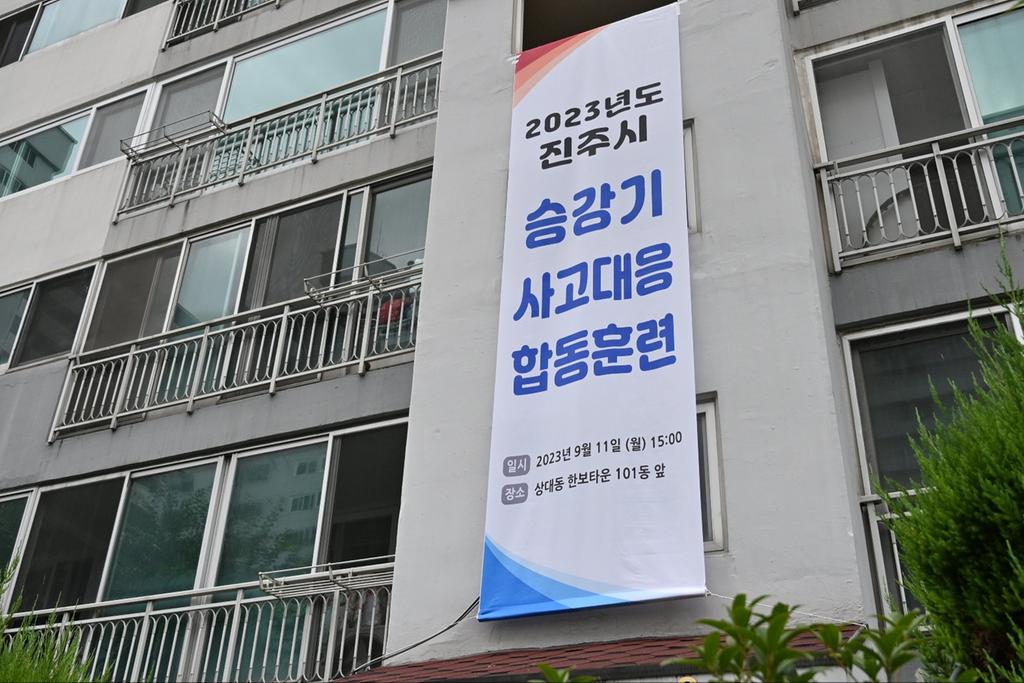 2023년도
진주시
승강기
사고대응
합동훈련
일시 2023년 9월 11일 (월) 15:00
장소 상대동 한보타운 101동 앞